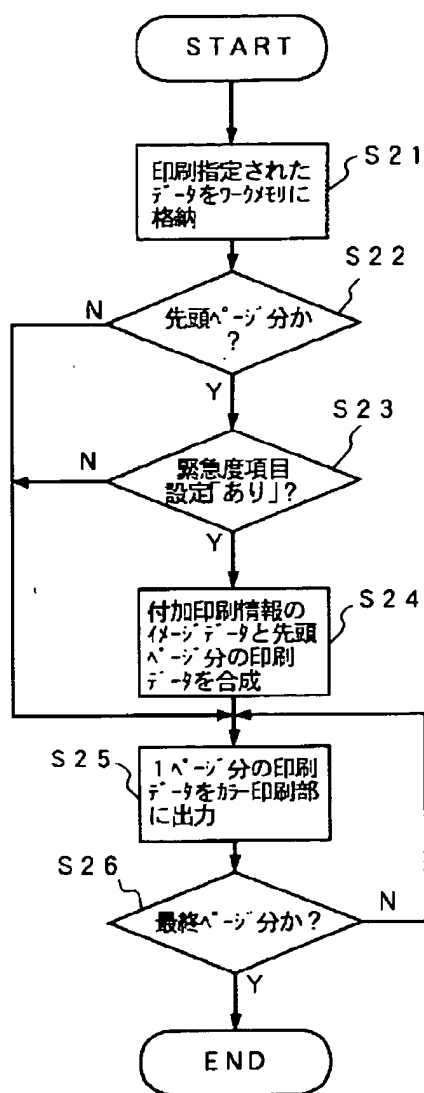 START
S21
印刷指定された
データをワークメモリに
格納
S22
先頭ページ分か
?
N
Y
S23
緊急度項目
設定「あり」?
N
Y
S24
付加印刷情報の
イメージデータと先頭
ページ分の印刷
データを合成
S25
1ページ分の印刷
データをカラー印刷部
に出力
S26
最終ページ分か?
N
Y
END